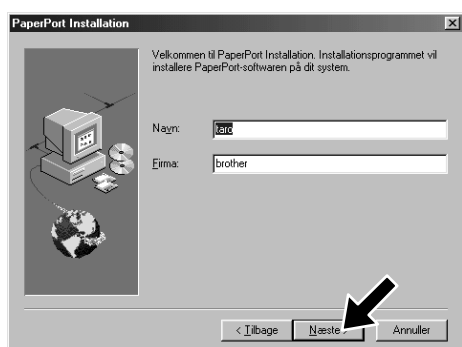 PaperPort Installation
Velkommen til PaperPort Installation. Installationsprogrammet vil
installere PaperPort-softwaren på dit system.
Navn:
taro
Firma:
brother
< Tilbage
Næste >
Annuller